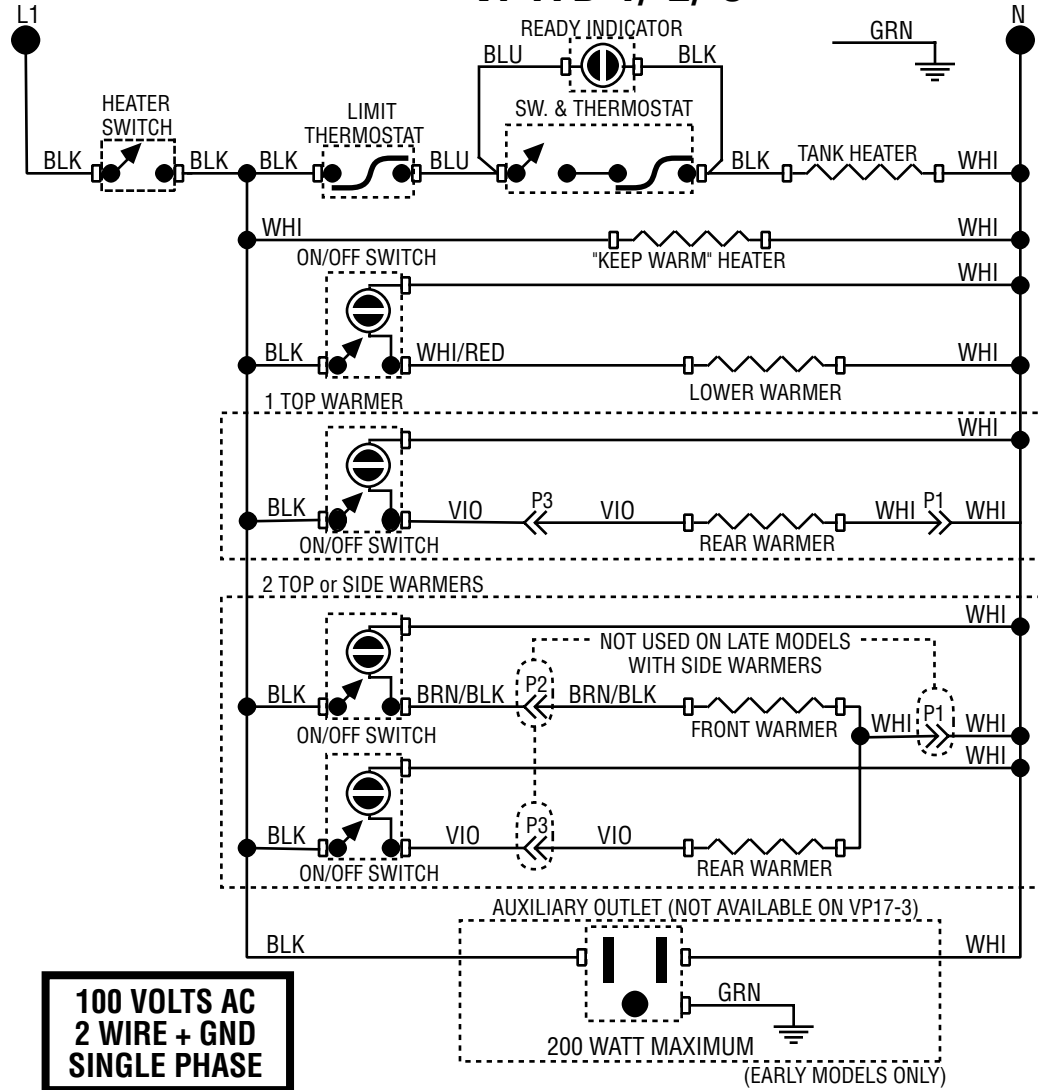 L1
N
READY INDICATOR
GRN
BLU
BLK
HEATER
SWITCH
LIMIT
THERMOSTAT
SW. & THERMOSTAT
BLK
BLK
BLK
BLU
BLK
TANK HEATER
WHI
WHI
WHI
"KEEP WARM" HEATER
ON/OFF SWITCH
WHI
BLK
WHI/RED
WHI
LOWER WARMER
1 TOP WARMER
WHI
BLK
VIO
P3
VIO
WHI
P1
WHI
ON/OFF SWITCH
REAR WARMER
2 TOP or SIDE WARMERS
WHI
NOT USED ON LATE MODELS
WITH SIDE WARMERS
BLK
BRN/BLK
P2
BRN/BLK
FRONT WARMER
WHI
P1
WHI
ON/OFF SWITCH
WHI
BLK
VIO
P3
VIO
REAR WARMER
ON/OFF SWITCH
AUXILIARY OUTLET (NOT AVAILABLE ON VP17-3)
BLK
WHI
GRN
200 WATT MAXIMUM
(EARLY MODELS ONLY)
100 VOLTS AC
2 WIRE + GND
SINGLE PHASE